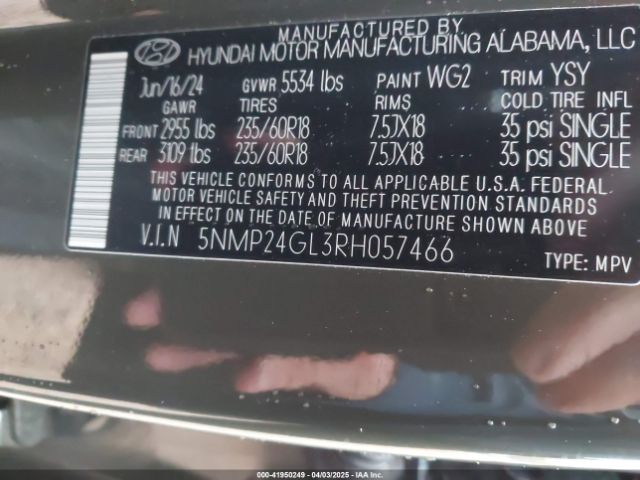 MANUFACTURED BY
HYUNDAI MOTOR MANUFACTURING ALABAMA, LLC
Jun/16/24 GVWR 5534 lbs PAINT WG2 TRIM YSY
GAWR TIRES RIMS COLD TIRE INFL
FRONT 2955 lbs 235/60R18 7.5JX18 35 psi SINGLE
REAR 3109 lbs 235/60R18 7.5JX18 35 psi SINGLE
THIS VEHICLE CONFORMS TO ALL APPLICABLE U.S.A. FEDERAL
MOTOR VEHICLE SAFETY AND THEFT PREVENTION STANDARDS
IN EFFECT ON THE DATE OF MANUFACTURE SHOWN ABOVE
V.I.N 5NMP24GL3RH057466
TYPE: MPV
000-41950249 - 04/03/2025 - IAAI.COM